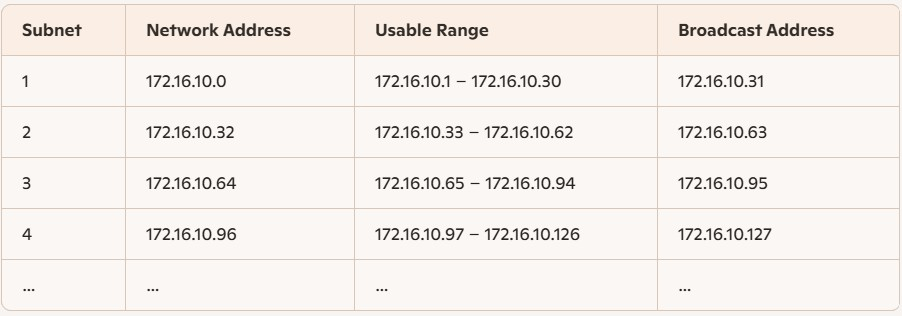 Subnet Network Address Usable Range Broadcast Address
1 172.16.10.0 172.16.10.1 – 172.16.10.30 172.16.10.31
2 172.16.10.32 172.16.10.33 – 172.16.10.62 172.16.10.63
3 172.16.10.64 172.16.10.65 – 172.16.10.94 172.16.10.95
4 172.16.10.96 172.16.10.97 – 172.16.10.126 172.16.10.127
... ... ... ...